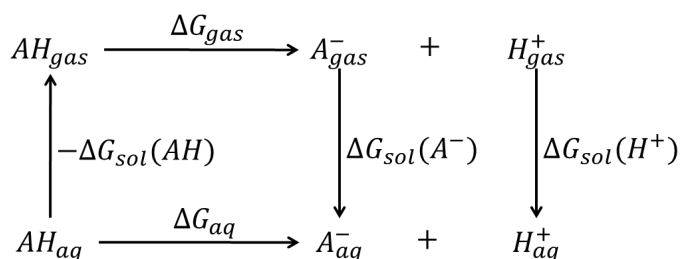 ΔG_gas
AH_gas A^-_gas + H^+_gas
-ΔG_sol(AH) ΔG_sol(A^-) ΔG_sol(H^+)
ΔG_aq
AH_aq A^-_aq + H^+_aq